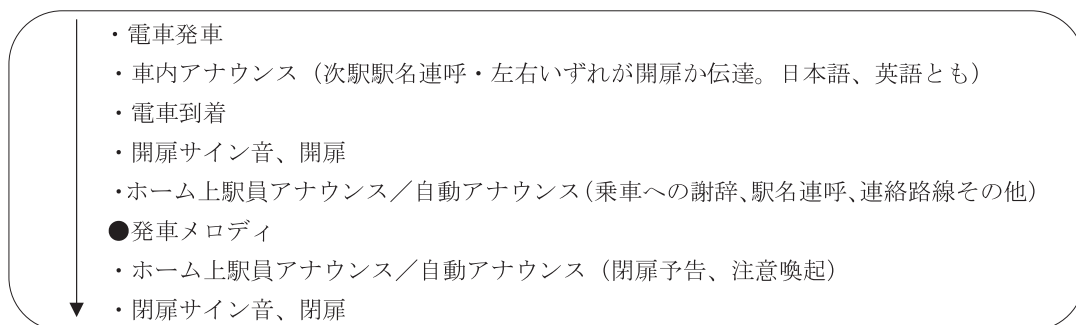 ・電車発車
・車内アナウンス（次駅駅名連呼・左右いずれが開扉か伝達。日本語、英語とも）
・電車到着
・開扉サイン音、開扉
・ホーム上駅員アナウンス／自動アナウンス（乗車への謝辞、駅名連呼、連絡路線その他）
●発車メロディ
・ホーム上駅員アナウンス／自動アナウンス（閉扉予告、注意喚起）
・閉扉サイン音、閉扉